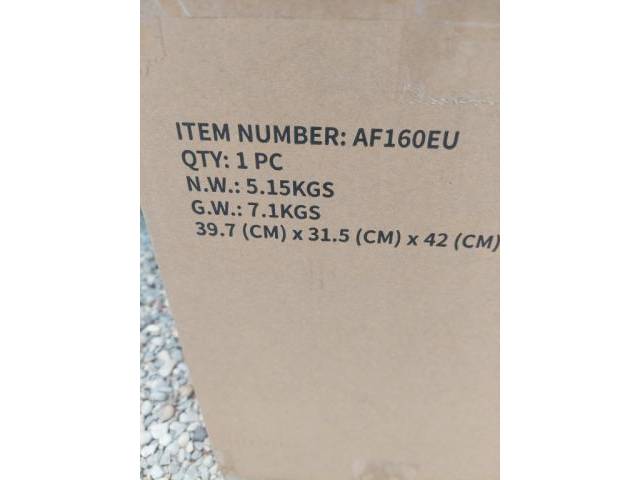 ITEM NUMBER: AF160EU
QTY: 1 PC
N.W.: 5.15KGS
G.W.: 7.1KGS
39.7 (CM) x 31.5 (CM) x 42 (CM)